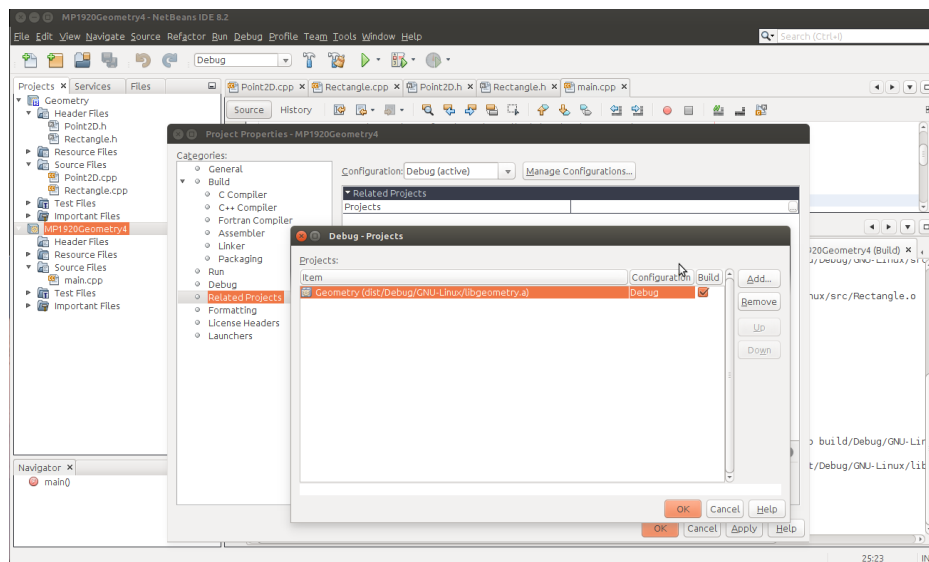 MP1920Geometry4 - NetBeans IDE 8.2
File Edit View Navigate Source Refactor Run Debug Profile Team Tools Window Help
Search (Ctrl+I)
Debug
Projects Services Files
Point2D.cpp Rectangle.cpp Point2D.h Rectangle.h main.cpp
Source History
Geometry
Header Files
Point2D.h
Rectangle.h
Resource Files
Source Files
Point2D.cpp
Rectangle.cpp
Test Files
Important Files
MP1920Geometry4
Header Files
Resource Files
Source Files
main.cpp
Test Files
Important Files
Navigator
main()
Project Properties - MP1920Geometry4
Categories:
General
Build
C Compiler
C++ Compiler
Fortran Compiler
Assembler
Linker
Packaging
Run
Debug
Related Projects
Formatting
License Headers
Launchers
Configuration: Debug (active) Manage Configurations...
Related Projects
Projects
Debug - Projects
Projects:
Item Configuration Build
Geometry (dist/Debug/GNU-Linux/libgeometry.a) Debug
Add...
Remove
Up
Down
OK Cancel Help
OK Cancel Apply Help
920Geometry4 (Build)
nux/src/Rectangle.o
build/Debug/GNU-Lin
t/Debug/GNU-Linux/lib
25:23 IN